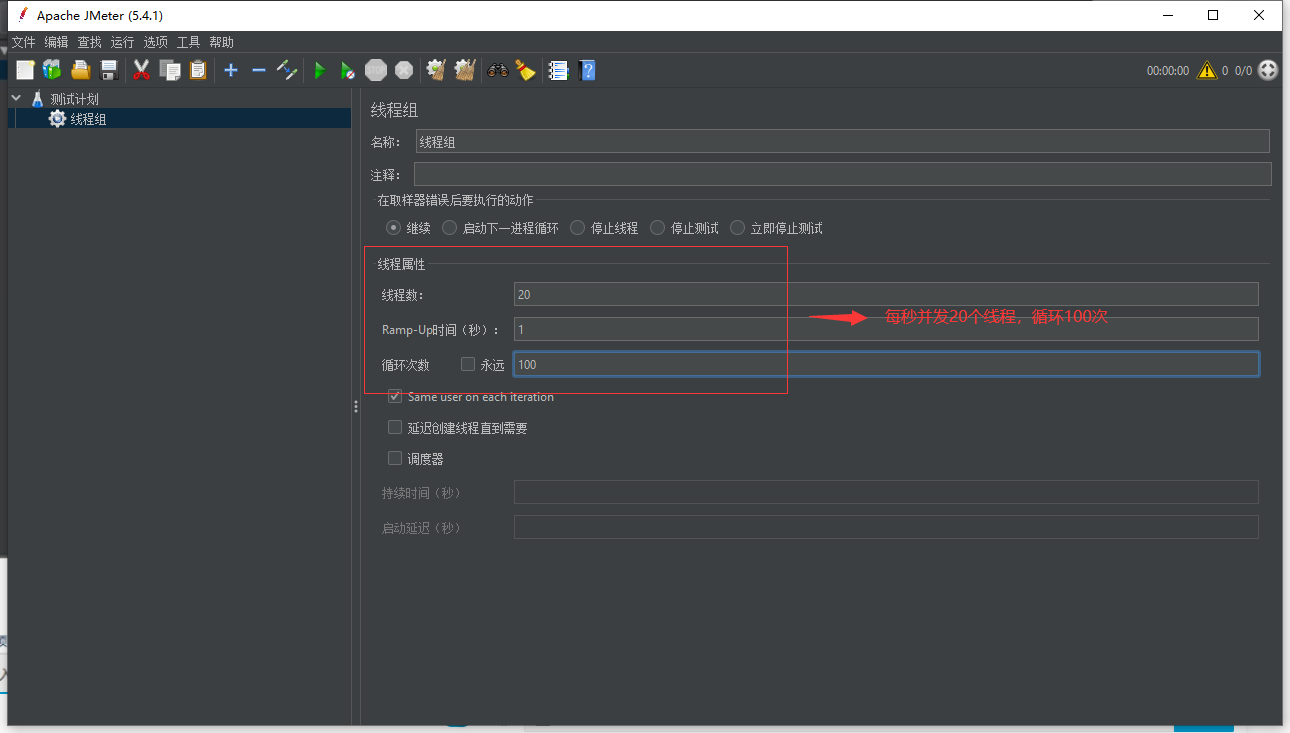 Apache JMeter (5.4.1)
文件 编辑 查找 运行 选项 工具 帮助
STOP
00:00:00 0 0/0
测试计划
线程组
线程组
名称： 线程组
注释：
在取样器错误后要执行的动作
继续 启动下一进程循环 停止线程 停止测试 立即停止测试
线程属性
线程数： 20
Ramp-Up时间（秒）： 1
每秒并发20个线程，循环100次
循环次数 永远 100
Same user on each iteration
延迟创建线程直到需要
调度器
持续时间（秒）
启动延迟（秒）